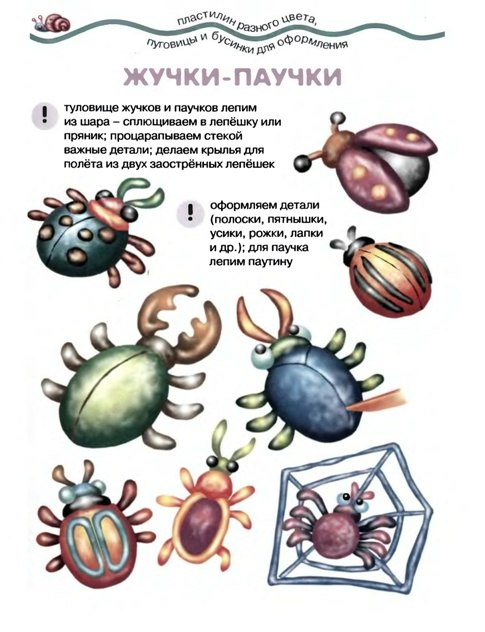 пластилин разного цвета,
пуговицы и бусинки для оформления
ЖУЧКИ-ПАУЧКИ
! туловище жучков и паучков лепим
из шара – сплющиваем в лепёшку или
пряник; процарапываем стекой
важные детали; делаем крылья для
полёта из двух заострённых лепёшек
! оформляем детали
(полоски, пятнышки,
усики, рожки, лапки
и др.); для паучка
лепим паутину